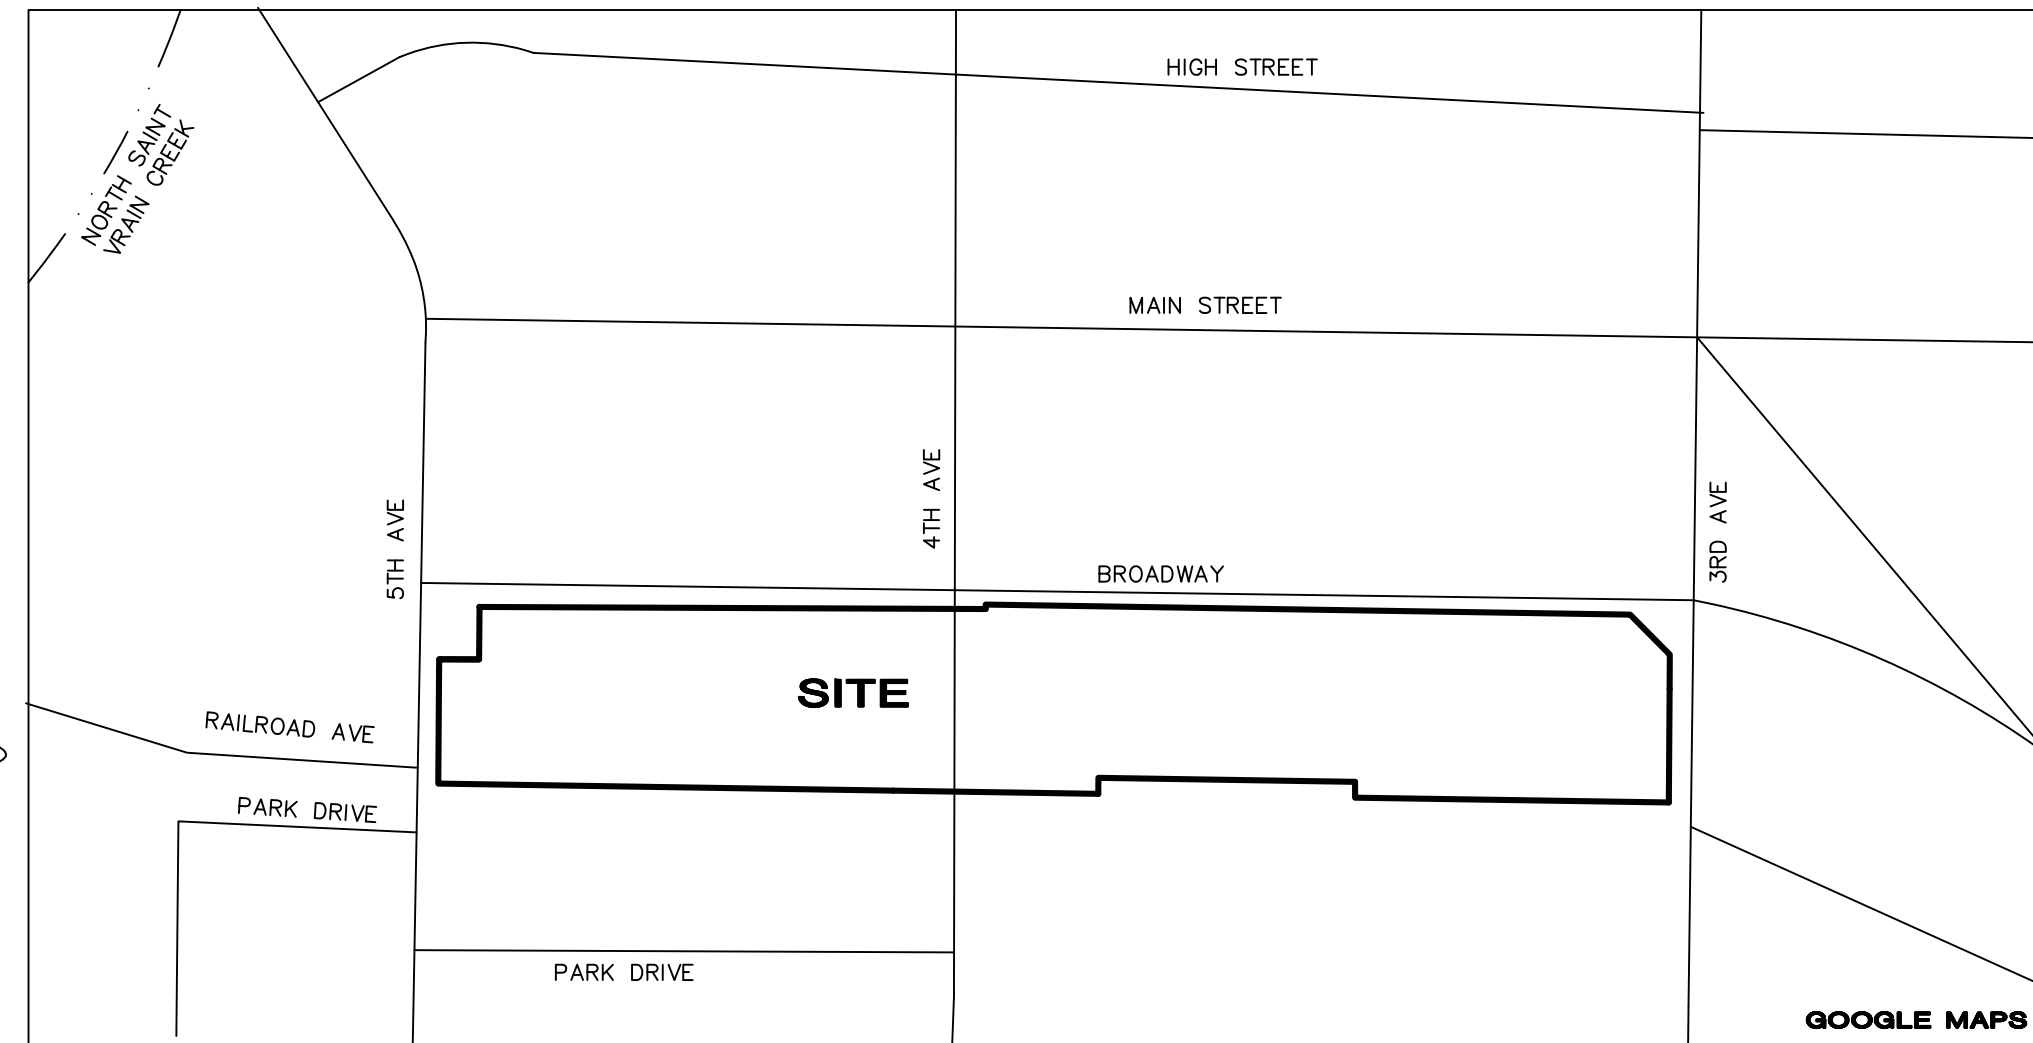 HIGH STREET
NORTH SAINT
VRAIN CREEK
MAIN STREET
5TH AVE
4TH AVE
3RD AVE
BROADWAY
SITE
RAILROAD AVE
PARK DRIVE
PARK DRIVE
GOOGLE MAPS